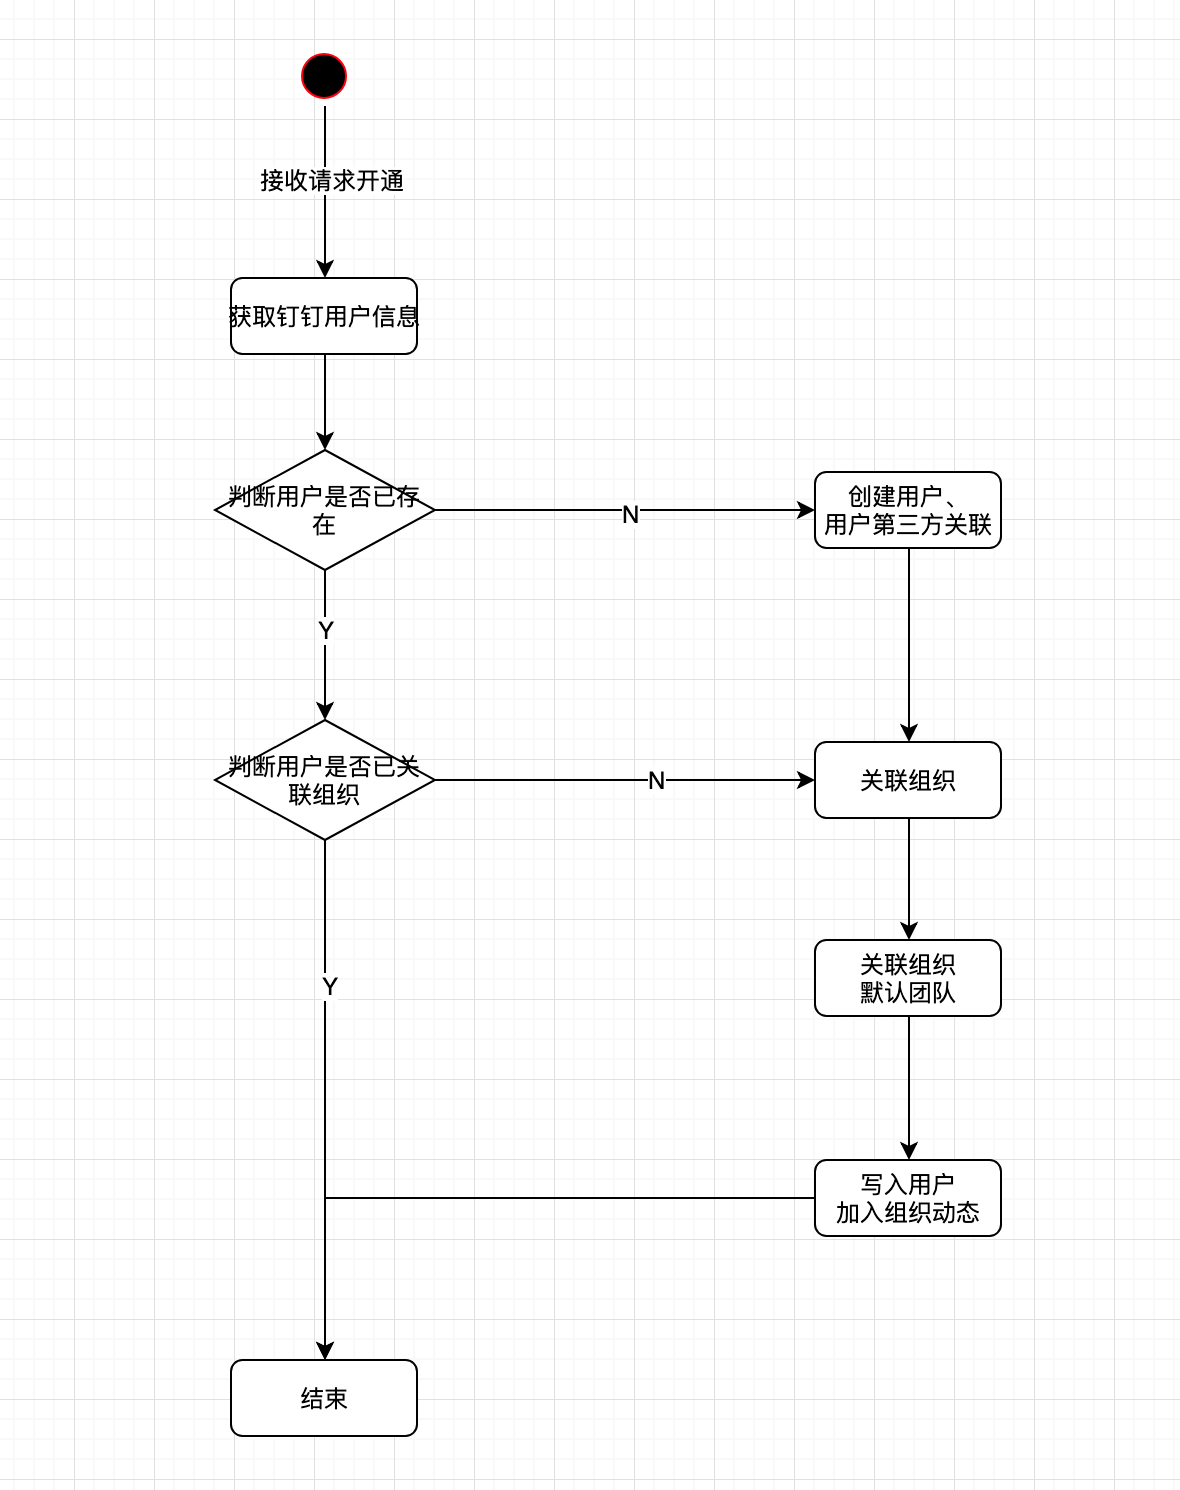 接收请求开通
获取钉钉用户信息
判断用户是否已存
在
N
创建用户、
用户第三方关联
Y
判断用户是否已关
联组织
N
关联组织
Y
关联组织
默认团队
写入用户
加入组织动态
结束